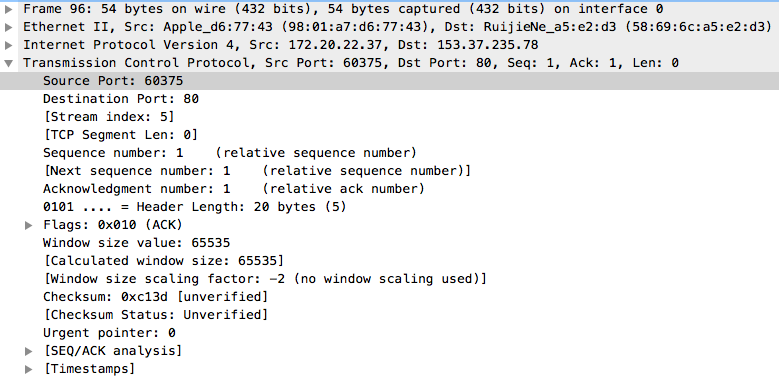 Frame 96: 54 bytes on wire (432 bits), 54 bytes captured (432 bits) on interface 0
Ethernet II, Src: Apple_d6:77:43 (98:01:a7:d6:77:43), Dst: RuijieNe_a5:e2:d3 (58:69:6c:a5:e2:d3)
Internet Protocol Version 4, Src: 172.20.22.37, Dst: 153.37.235.78
Transmission Control Protocol, Src Port: 60375, Dst Port: 80, Seq: 1, Ack: 1, Len: 0
Source Port: 60375
Destination Port: 80
[Stream index: 5]
[TCP Segment Len: 0]
Sequence number: 1    (relative sequence number)
[Next sequence number: 1    (relative sequence number)]
Acknowledgment number: 1    (relative ack number)
0101 .... = Header Length: 20 bytes (5)
Flags: 0x010 (ACK)
Window size value: 65535
[Calculated window size: 65535]
[Window size scaling factor: -2 (no window scaling used)]
Checksum: 0xc13d [unverified]
[Checksum Status: Unverified]
Urgent pointer: 0
[SEQ/ACK analysis]
[Timestamps]